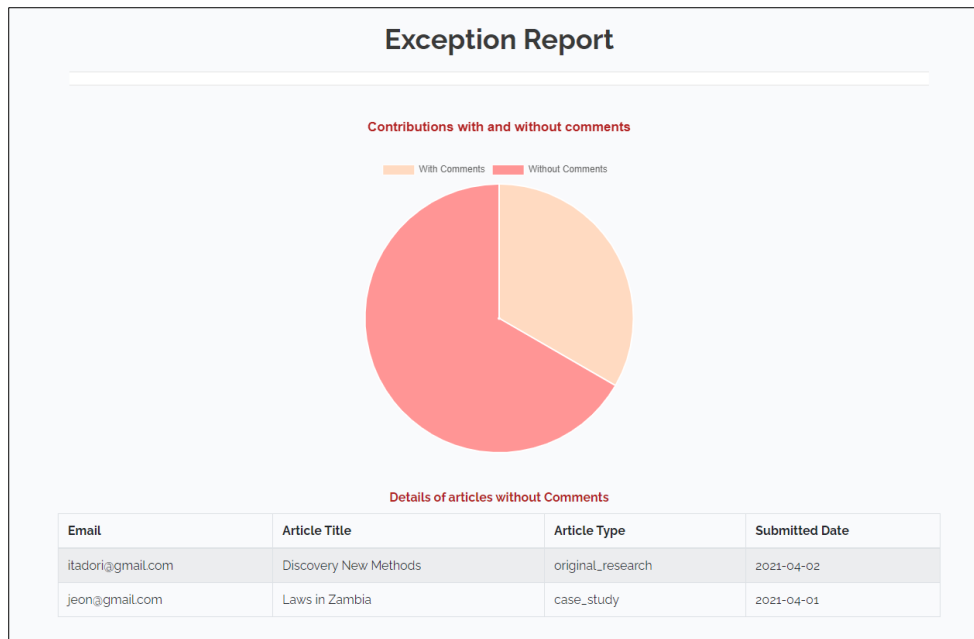 Exception Report
Contributions with and without comments
With Comments Without Comments
Details of articles without Comments
Email Article Title Article Type Submitted Date
itadori@gmail.com Discovery New Methods original_research 2021-04-02
jeon@gmail.com Laws in Zambia case_study 2021-04-01